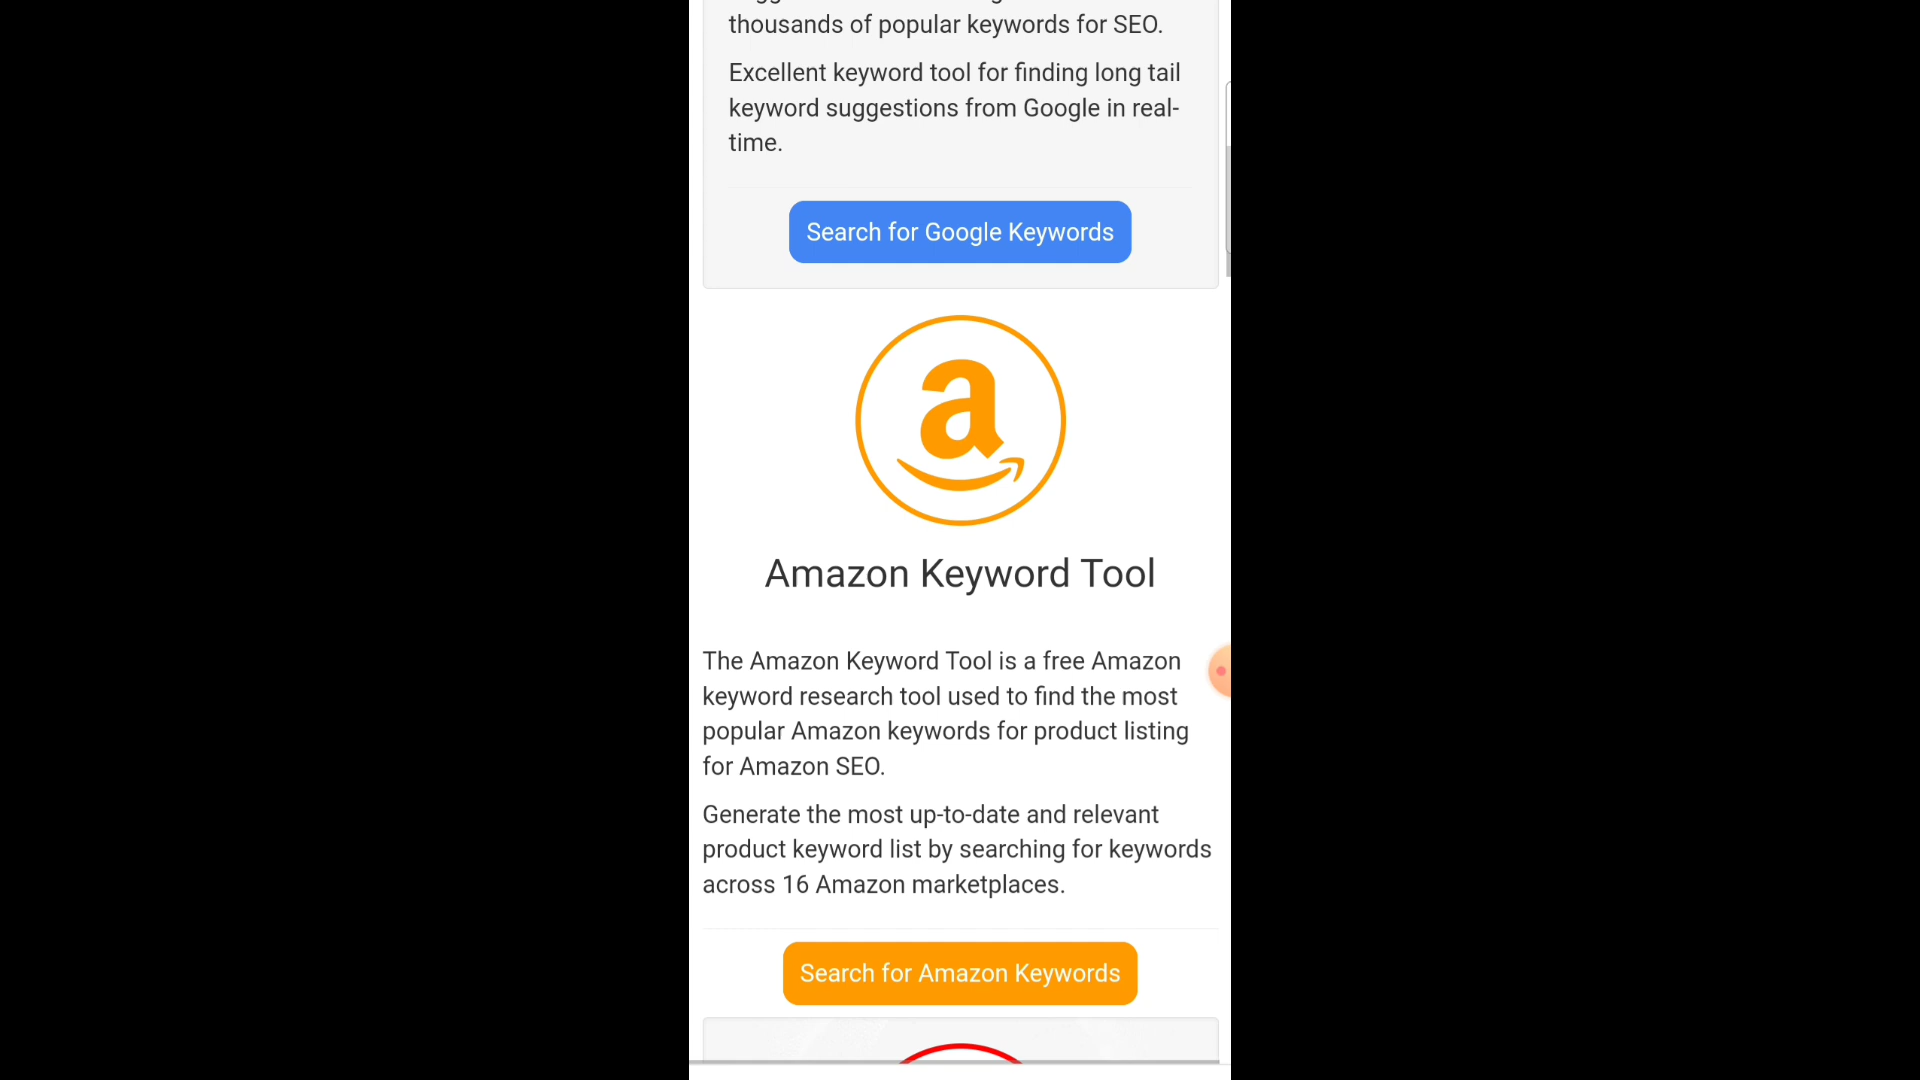 thousands of popular keywords for SEO.
Excellent keyword tool for finding long tail
keyword suggestions from Google in real-
time.
Search for Google Keywords
a
Amazon Keyword Tool
The Amazon Keyword Tool is a free Amazon
keyword research tool used to find the most
popular Amazon keywords for product listing
for Amazon SEO.
Generate the most up-to-date and relevant
product keyword list by searching for keywords
across 16 Amazon marketplaces.
Search for Amazon Keywords